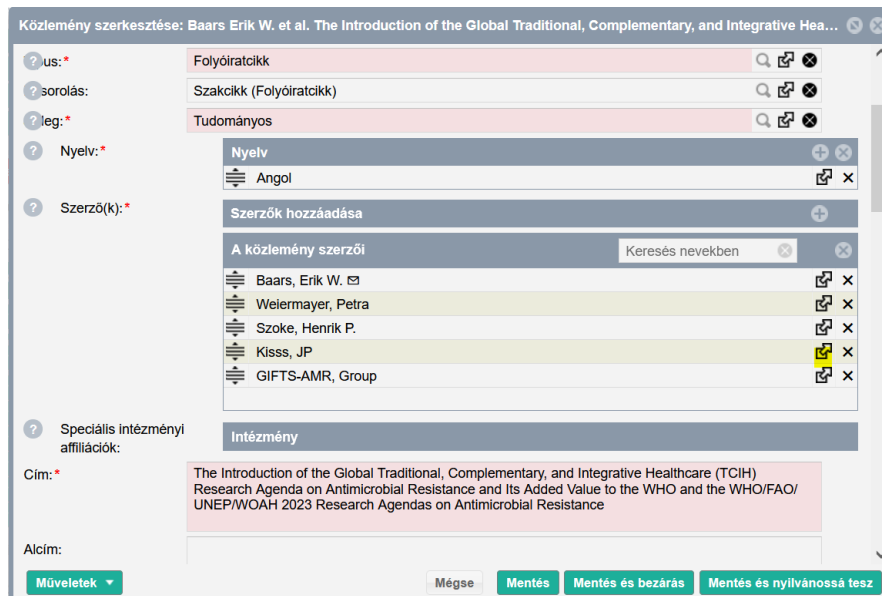 Közlemény szerkesztése: Baars Erik W. et al. The Introduction of the Global Traditional, Complementary, and Integrative Hea...
? us:* Folyóiratcikk
? sorolás: Szakcikk (Folyóiratcikk)
? leg:* Tudományos
? Nyelv:* Nyelv
Angol
? Szerző(k):* Szerzők hozzáadása
A közlemény szerzői Keresés nevekben
Baars, Erik W.
Weiermayer, Petra
Szoke, Henrik P.
Kisss, JP
GIFTS-AMR, Group
? Speciális intézményi
affiliációk:
Intézmény
Cím:* The Introduction of the Global Traditional, Complementary, and Integrative Healthcare (TCIH)
Research Agenda on Antimicrobial Resistance and Its Added Value to the WHO and the WHO/FAO/
UNEP/WOAH 2023 Research Agendas on Antimicrobial Resistance
Alcím:
Műveletek Mégse Mentés Mentés és bezárás Mentés és nyilvánossá tesz